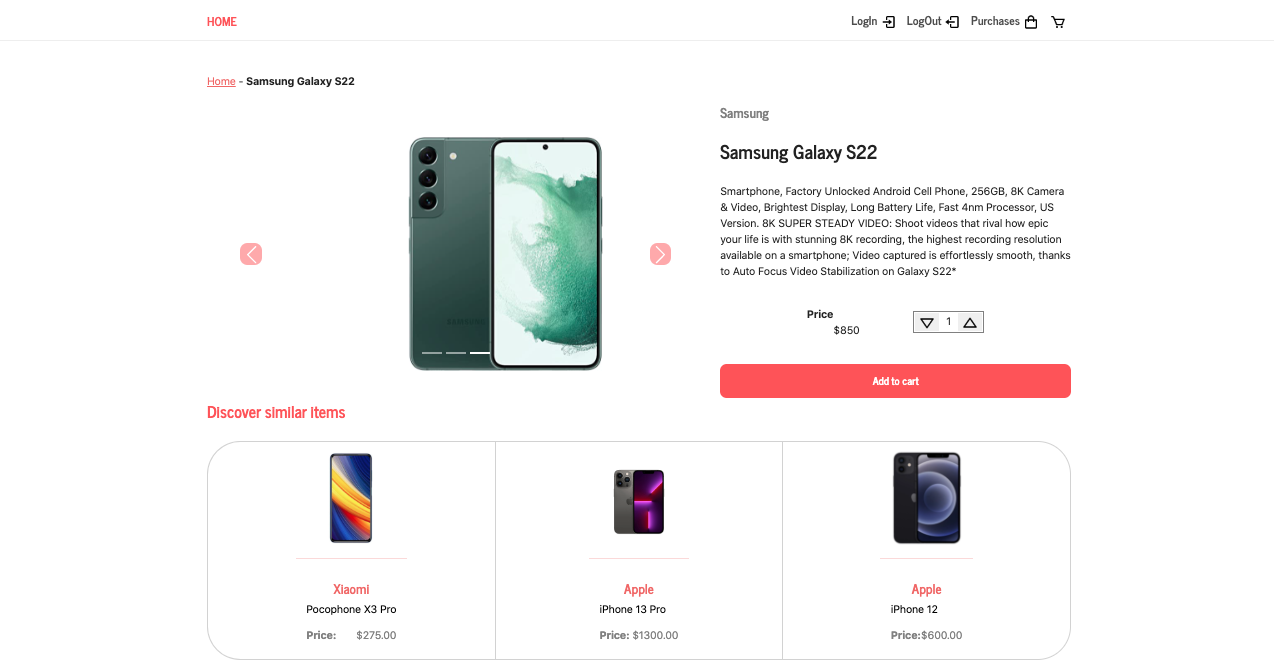 HOME
LogIn
LogOut
Purchases
Home - Samsung Galaxy S22
Samsung
Samsung Galaxy S22
Smartphone, Factory Unlocked Android Cell Phone, 256GB, 8K Camera
& Video, Brightest Display, Long Battery Life, Fast 4nm Processor, US
Version. 8K SUPER STEADY VIDEO: Shoot videos that rival how epic
your life is with stunning 8K recording, the highest recording resolution
available on a smartphone; Video captured is effortlessly smooth, thanks
to Auto Focus Video Stabilization on Galaxy S22*
Price
$850
1
Add to cart
SAMSUNG
Discover similar items
Xiaomi
Pocophone X3 Pro
Price: $275.00
Apple
iPhone 13 Pro
Price: $1300.00
Apple
iPhone 12
Price:$600.00